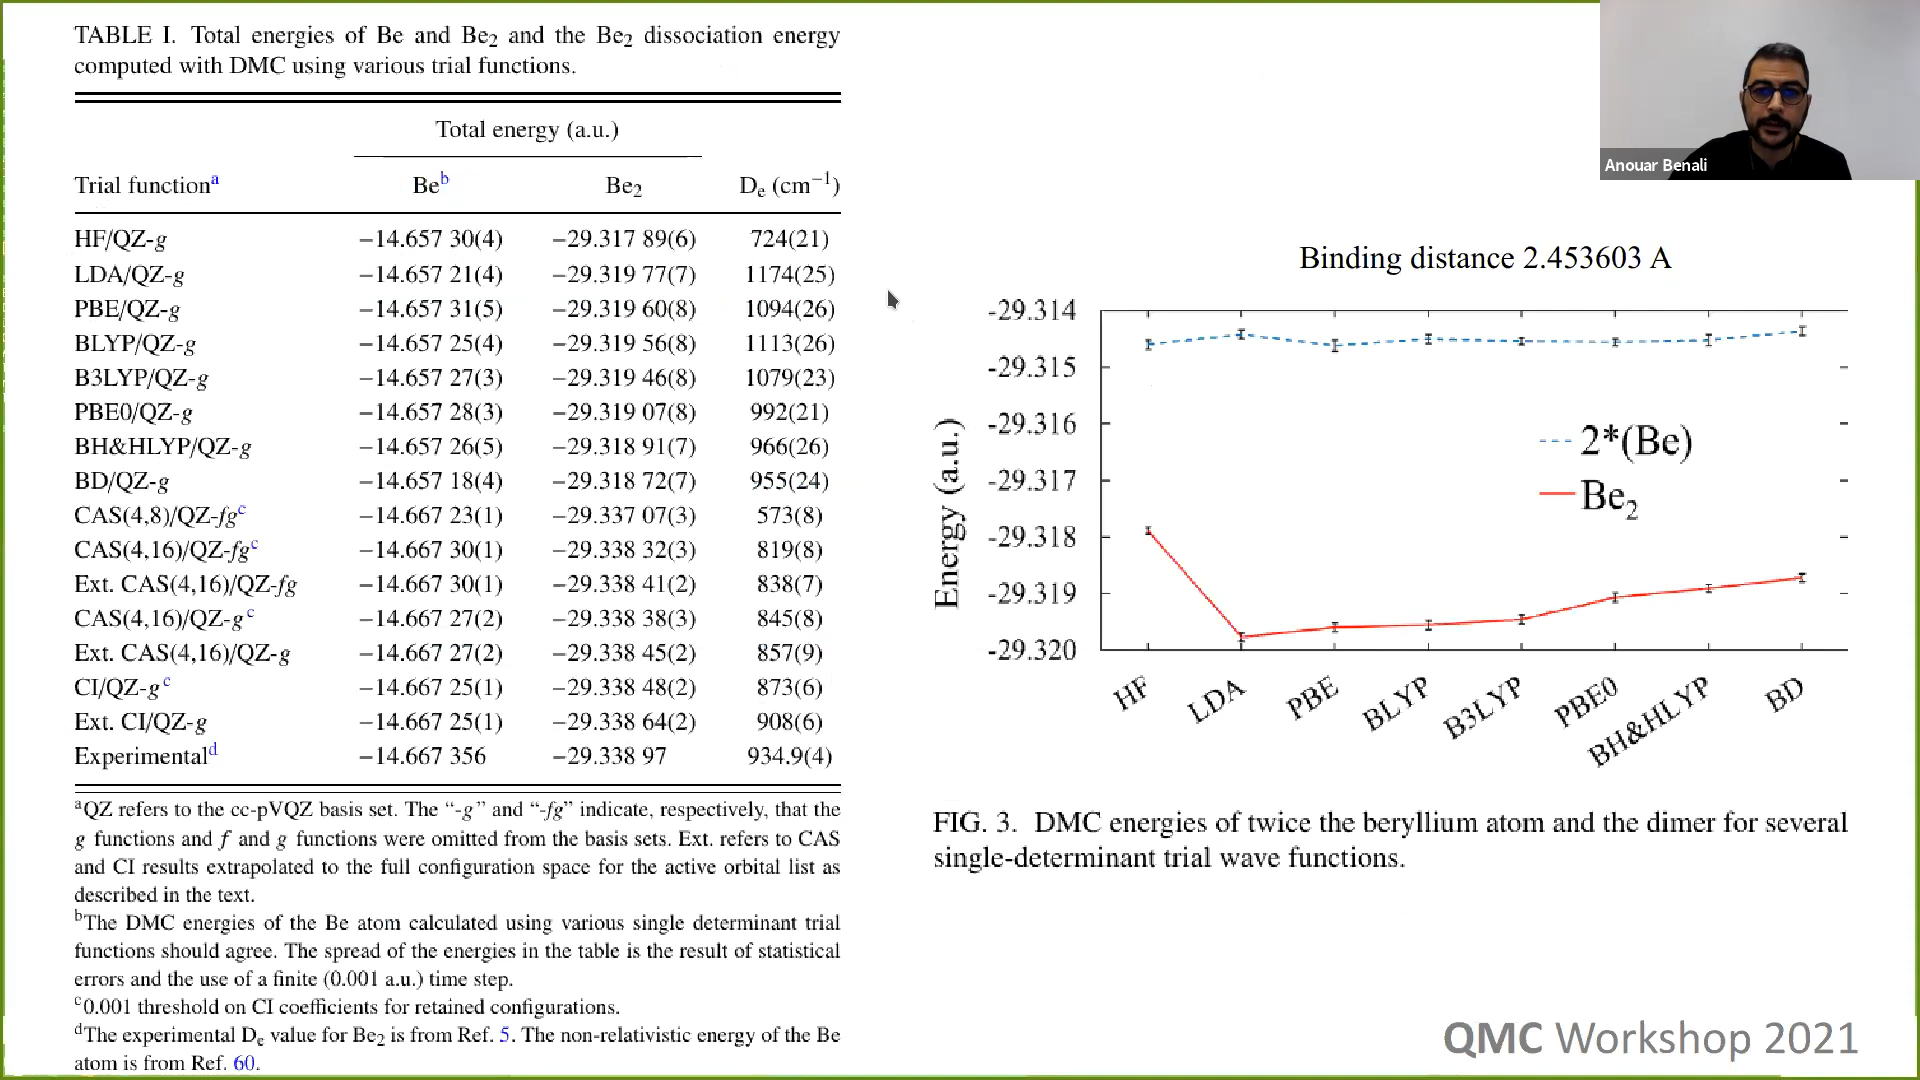 TABLE I. Total energies of Be and Be2 and the Be2 dissociation energy
computed with DMC using various trial functions.
Total energy (a.u.)
Trial functionᵃ Beᵇ Be₂ Dₑ (cm⁻¹)
HF/QZ-g −14.657 30(4) −29.317 89(6) 724(21)
LDA/QZ-g −14.657 21(4) −29.319 77(7) 1174(25)
PBE/QZ-g −14.657 31(5) −29.319 60(8) 1094(26)
BLYP/QZ-g −14.657 25(4) −29.319 56(8) 1113(26)
B3LYP/QZ-g −14.657 27(3) −29.319 46(8) 1079(23)
PBE0/QZ-g −14.657 28(3) −29.319 07(8) 992(21)
BH&HLYP/QZ-g −14.657 26(5) −29.318 91(7) 966(26)
BD/QZ-g −14.657 18(4) −29.318 72(7) 955(24)
CAS(4,8)/QZ-fgᶜ −14.667 23(1) −29.337 07(3) 573(8)
CAS(4,16)/QZ-fgᶜ −14.667 30(1) −29.338 32(3) 819(8)
Ext. CAS(4,16)/QZ-fg −14.667 30(1) −29.338 41(2) 838(7)
CAS(4,16)/QZ-gᶜ −14.667 27(2) −29.338 38(3) 845(8)
Ext. CAS(4,16)/QZ-g −14.667 27(2) −29.338 45(2) 857(9)
CI/QZ-gᶜ −14.667 25(1) −29.338 48(2) 873(6)
Ext. CI/QZ-g −14.667 25(1) −29.338 64(2) 908(6)
Experimentalᵈ −14.667 356 −29.338 97 934.9(4)
ᵃQZ refers to the cc-pVQZ basis set. The “-g” and “-fg” indicate, respectively, that the
g functions and f and g functions were omitted from the basis sets. Ext. refers to CAS
and CI results extrapolated to the full configuration space for the active orbital list as
described in the text.
ᵇThe DMC energies of the Be atom calculated using various single determinant trial
functions should agree. The spread of the energies in the table is the result of statistical
errors and the use of a finite (0.001 a.u.) time step.
ᶜ0.001 threshold on CI coefficients for retained configurations.
ᵈThe experimental Dₑ value for Be₂ is from Ref. 5. The non-relativistic energy of the Be
atom is from Ref. 60.
Anouar Benali
Binding distance 2.453603 A
Energy (a.u.)
-29.314
-29.315
-29.316
-29.317
-29.318
-29.319
-29.320
2*(Be)
Be₂
HF
LDA
PBE
BLYP
B3LYP
PBE0
BH&HLYP
BD
FIG. 3. DMC energies of twice the beryllium atom and the dimer for several
single-determinant trial wave functions.
QMC Workshop 2021